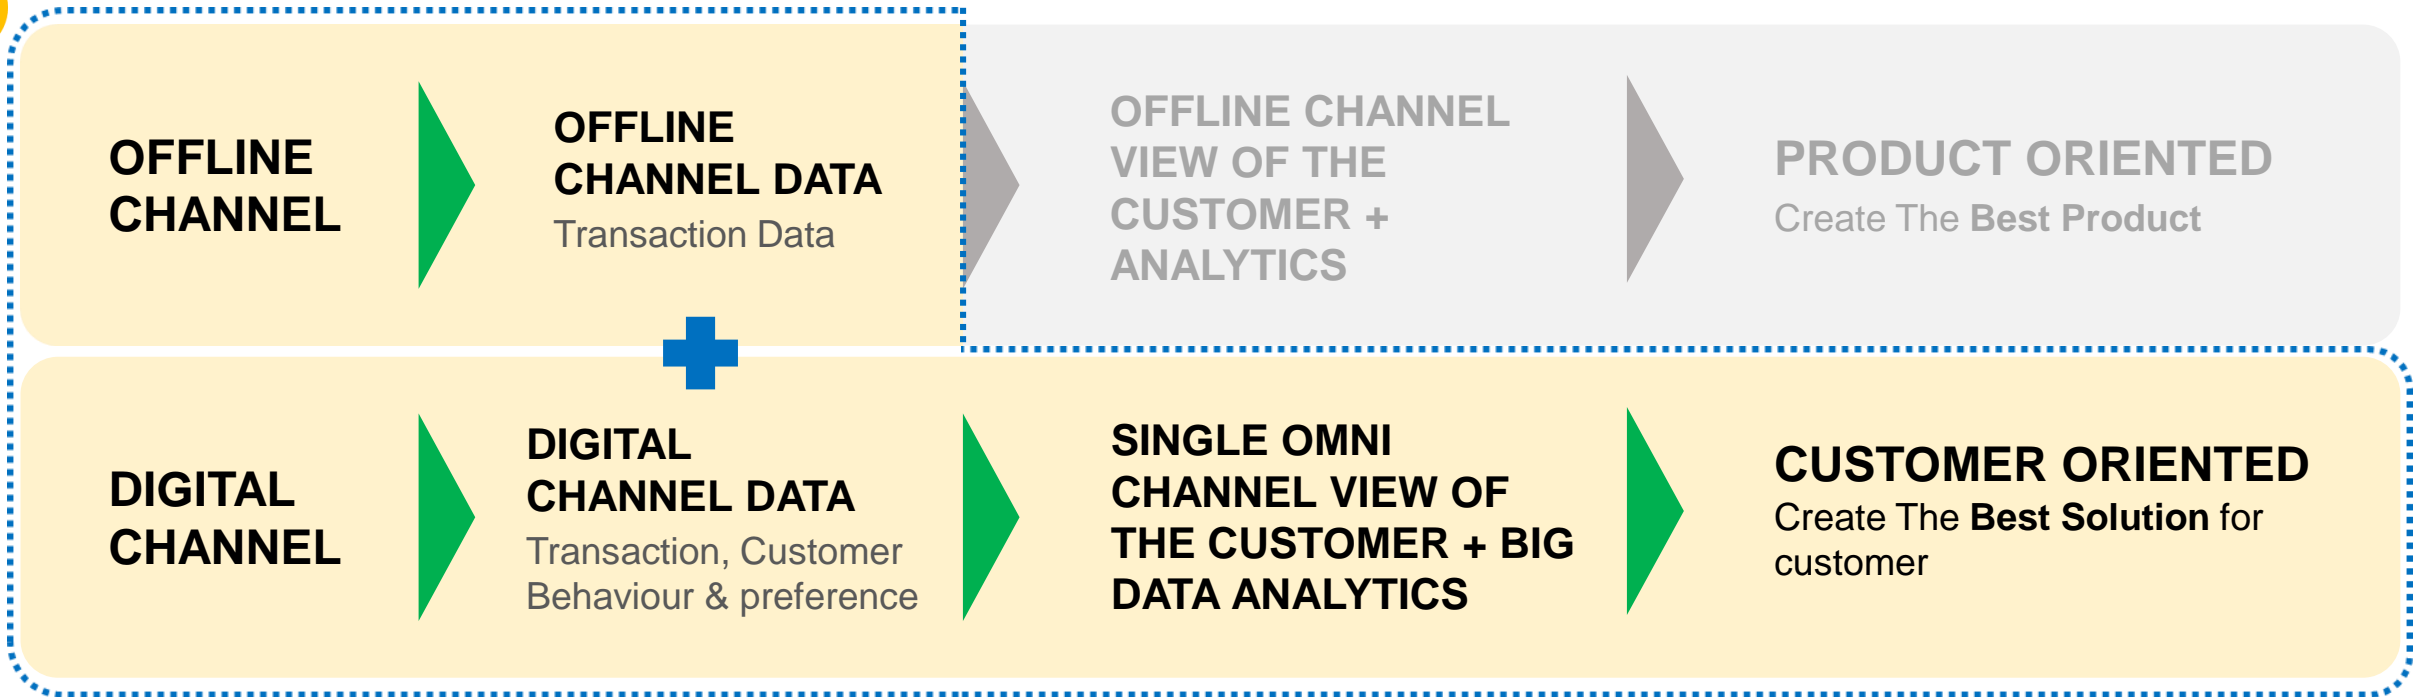 OFFLINE
CHANNEL
OFFLINE
CHANNEL DATA
Transaction Data
OFFLINE CHANNEL
VIEW OF THE
CUSTOMER +
ANALYTICS
PRODUCT ORIENTED
Create The Best Product
DIGITAL
CHANNEL
DIGITAL
CHANNEL DATA
Transaction, Customer
Behaviour & preference
SINGLE OMNI
CHANNEL VIEW OF
THE CUSTOMER + BIG
DATA ANALYTICS
CUSTOMER ORIENTED
Create The Best Solution for
customer